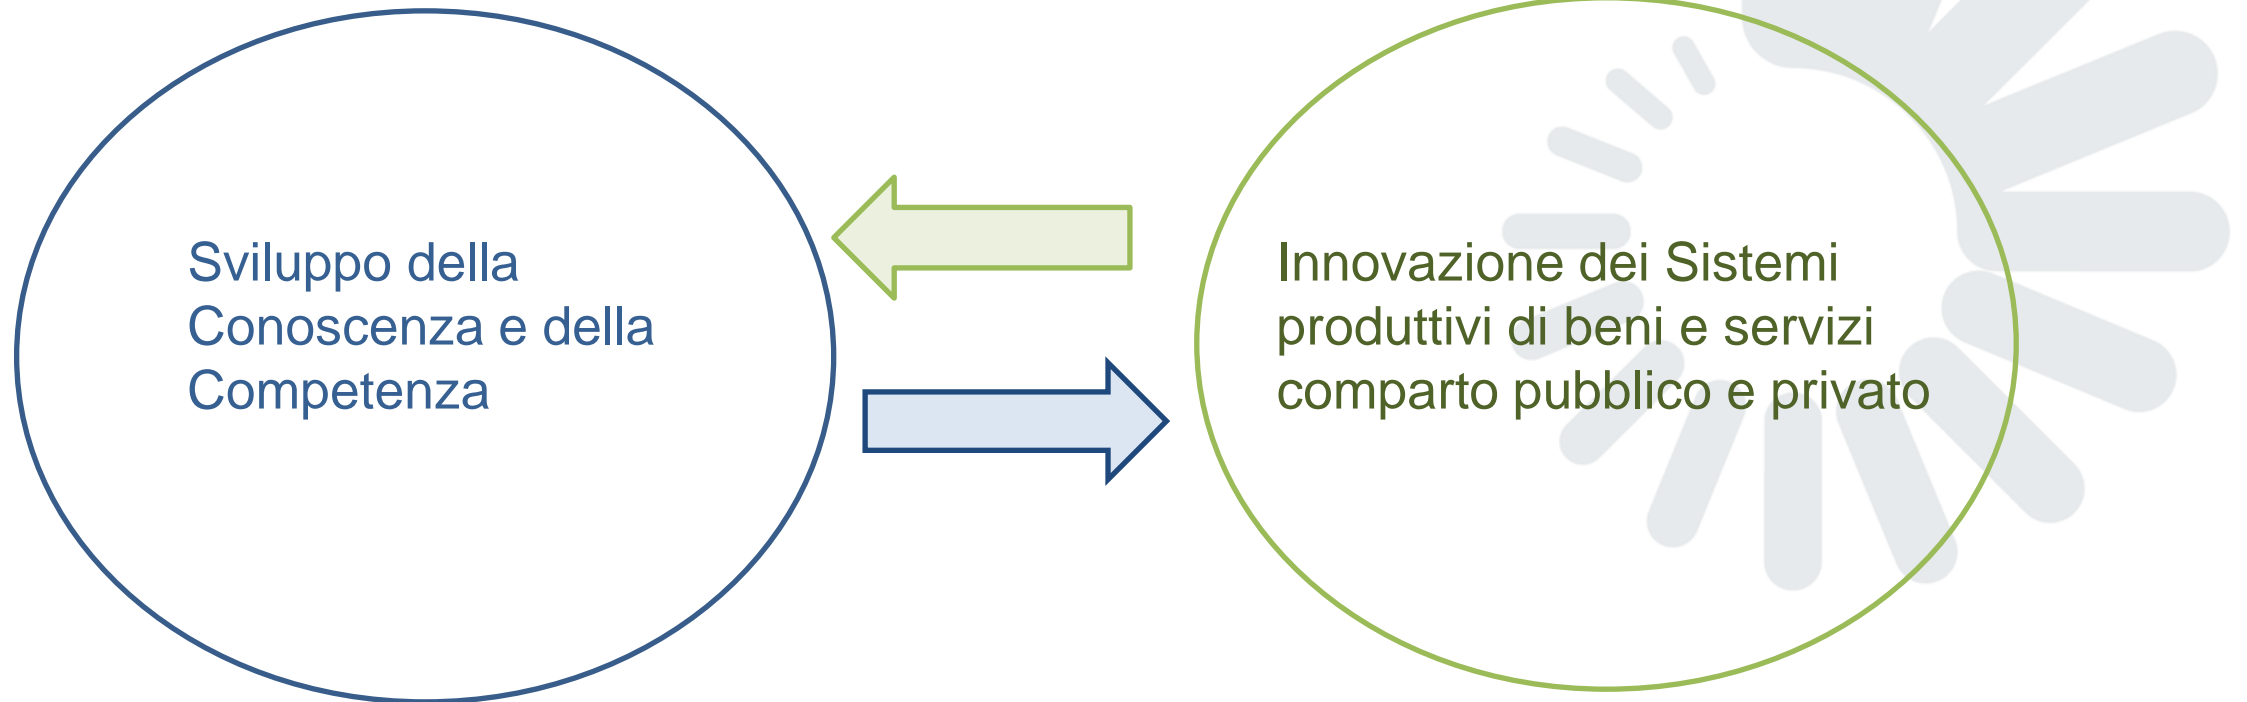 Sviluppo della
Conoscenza e della
Competenza
Innovazione dei Sistemi
produttivi di beni e servizi
comparto pubblico e privato